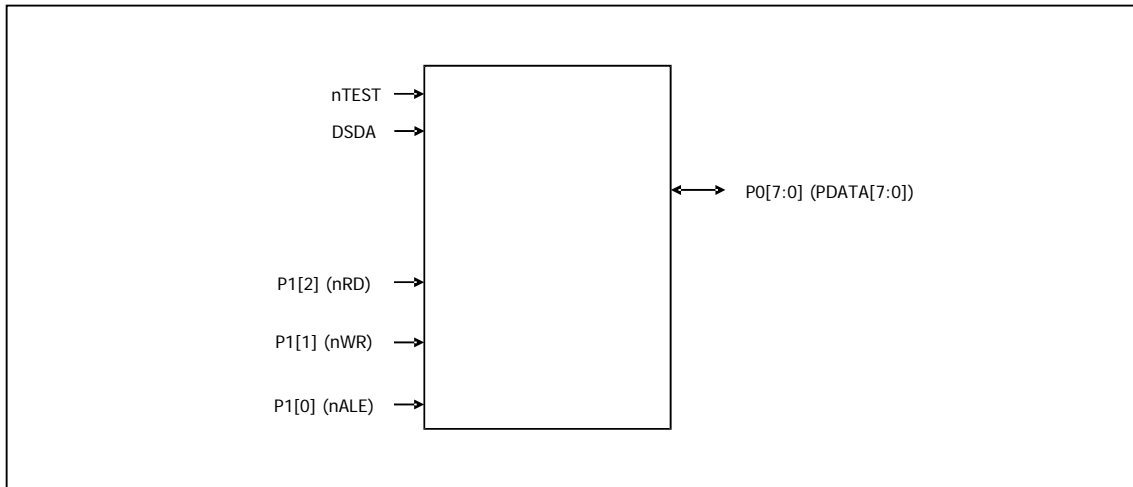 nTEST
DSDA
P0[7:0] (PDATA[7:0])
P1[2] (nRD)
P1[1] (nWR)
P1[0] (nALE)